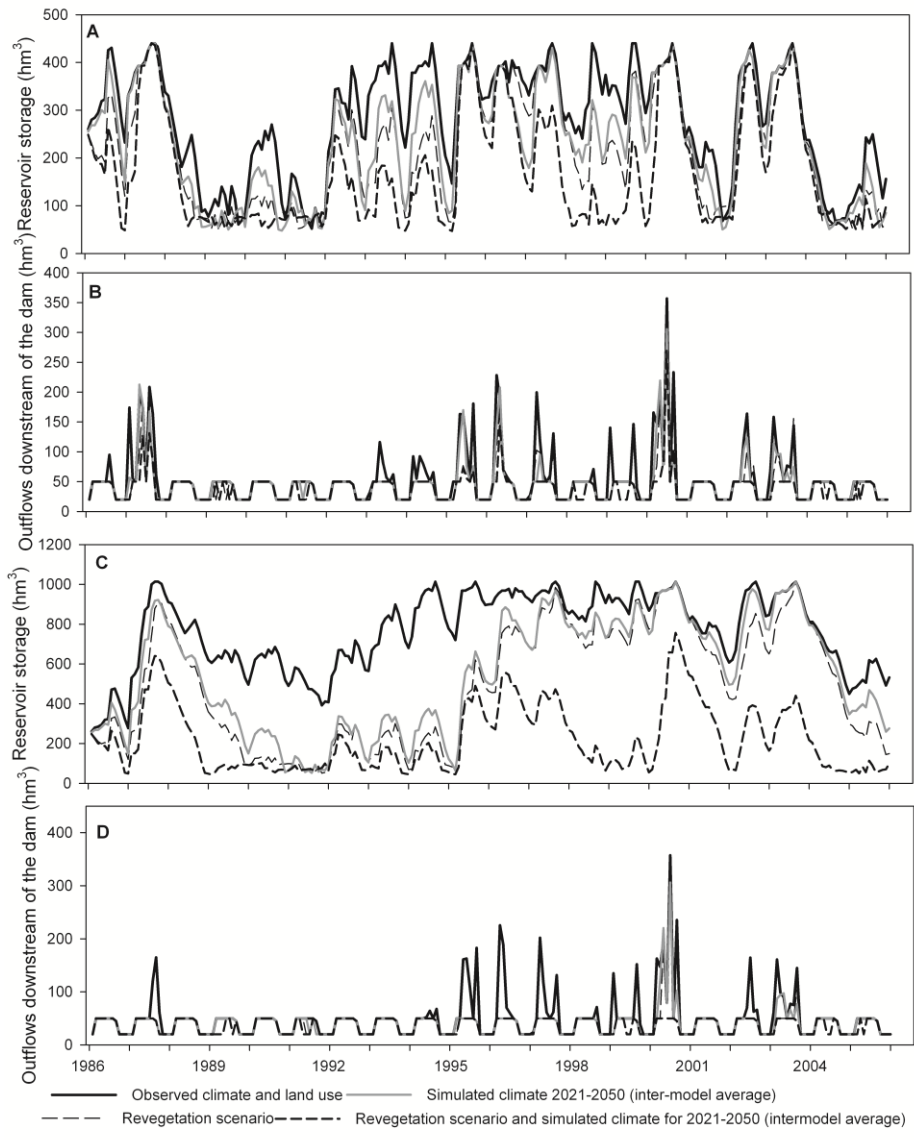 A
Reservoir storage (hm³)
500
400
300
200
100
0
B
Outflows downstream of the dam (hm³)
400
350
300
250
200
150
100
50
0
C
Reservoir storage (hm³)
1200
1000
800
600
400
200
0
D
Outflows downstream of the dam (hm³)
400
300
200
100
0
1986 1989 1992 1995 1998 2001 2004
Observed climate and land use Simulated climate 2021-2050 (inter-model average)
Revegetation scenario Revegetation scenario and simulated climate for 2021-2050 (intermodel average)